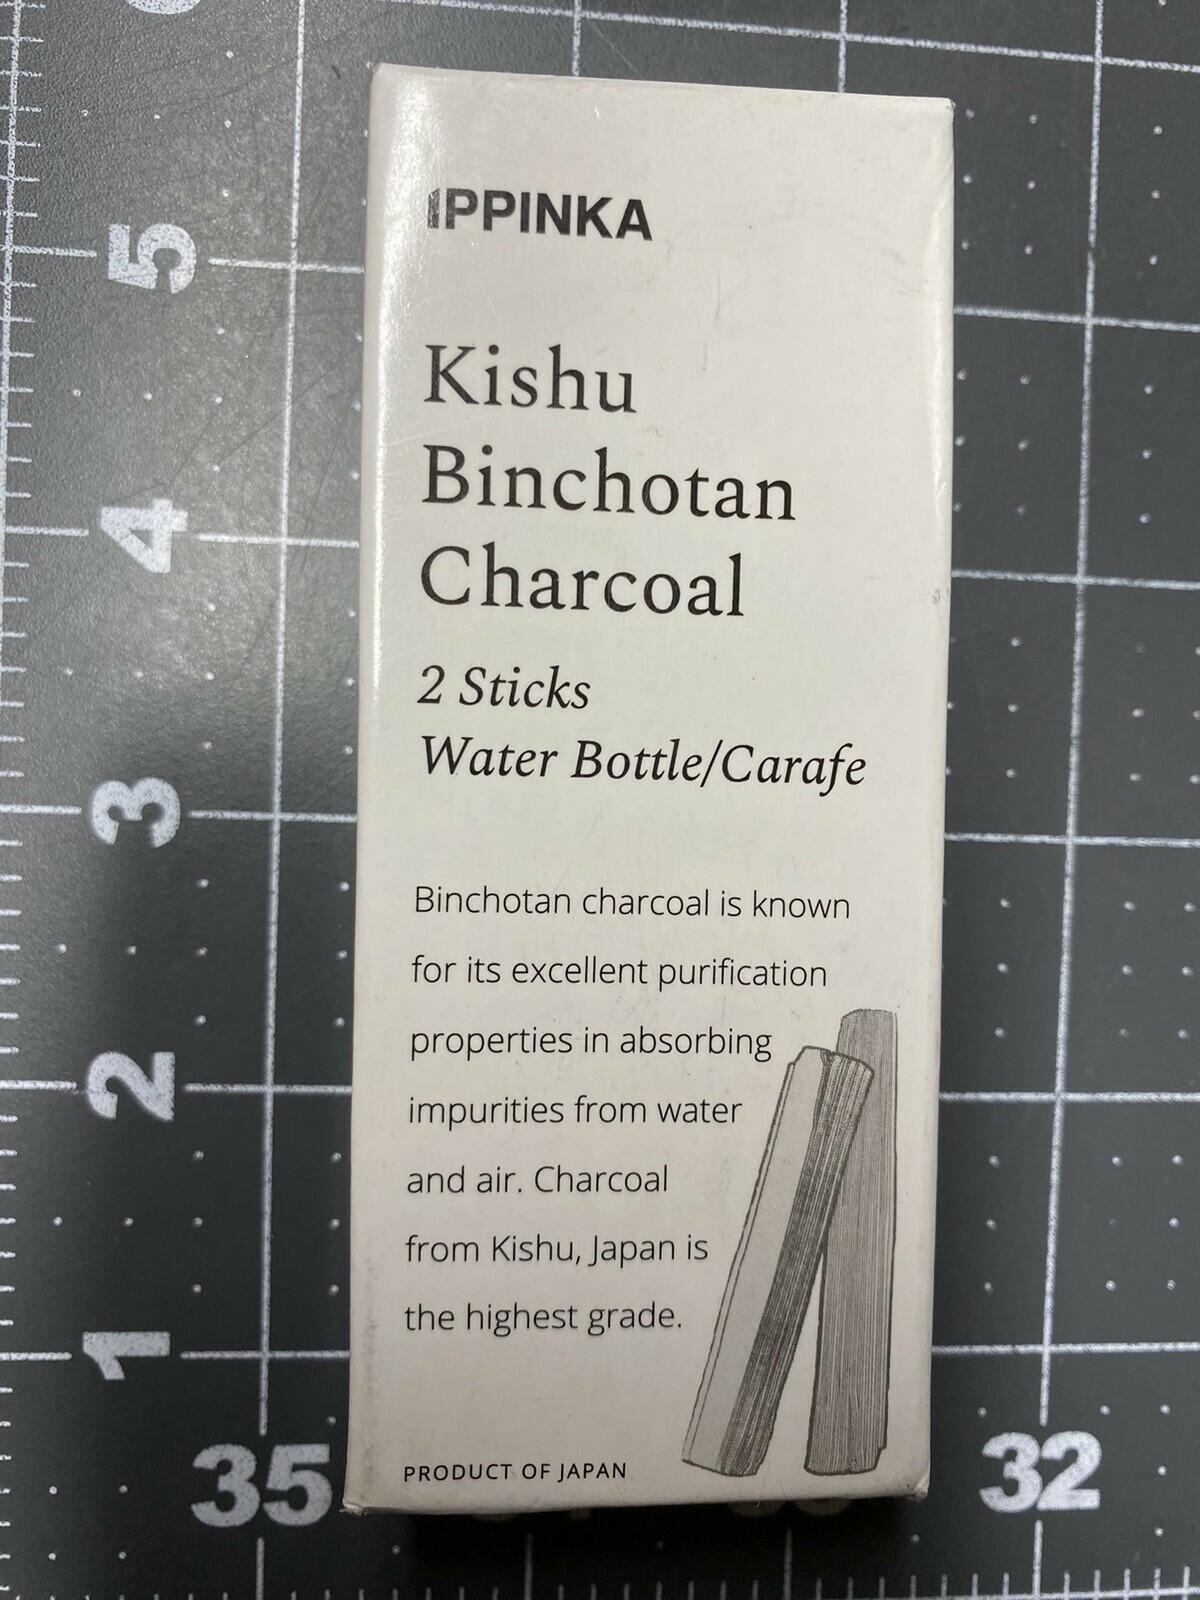 IPPINKA
Kishu
Binchotan
Charcoal
2 Sticks
Water Bottle/Carafe
Binchotan charcoal is known
for its excellent purification
properties in absorbing
impurities from water
and air. Charcoal
from Kishu, Japan is
the highest grade.
PRODUCT OF JAPAN
5
4
3
2
1
35
32